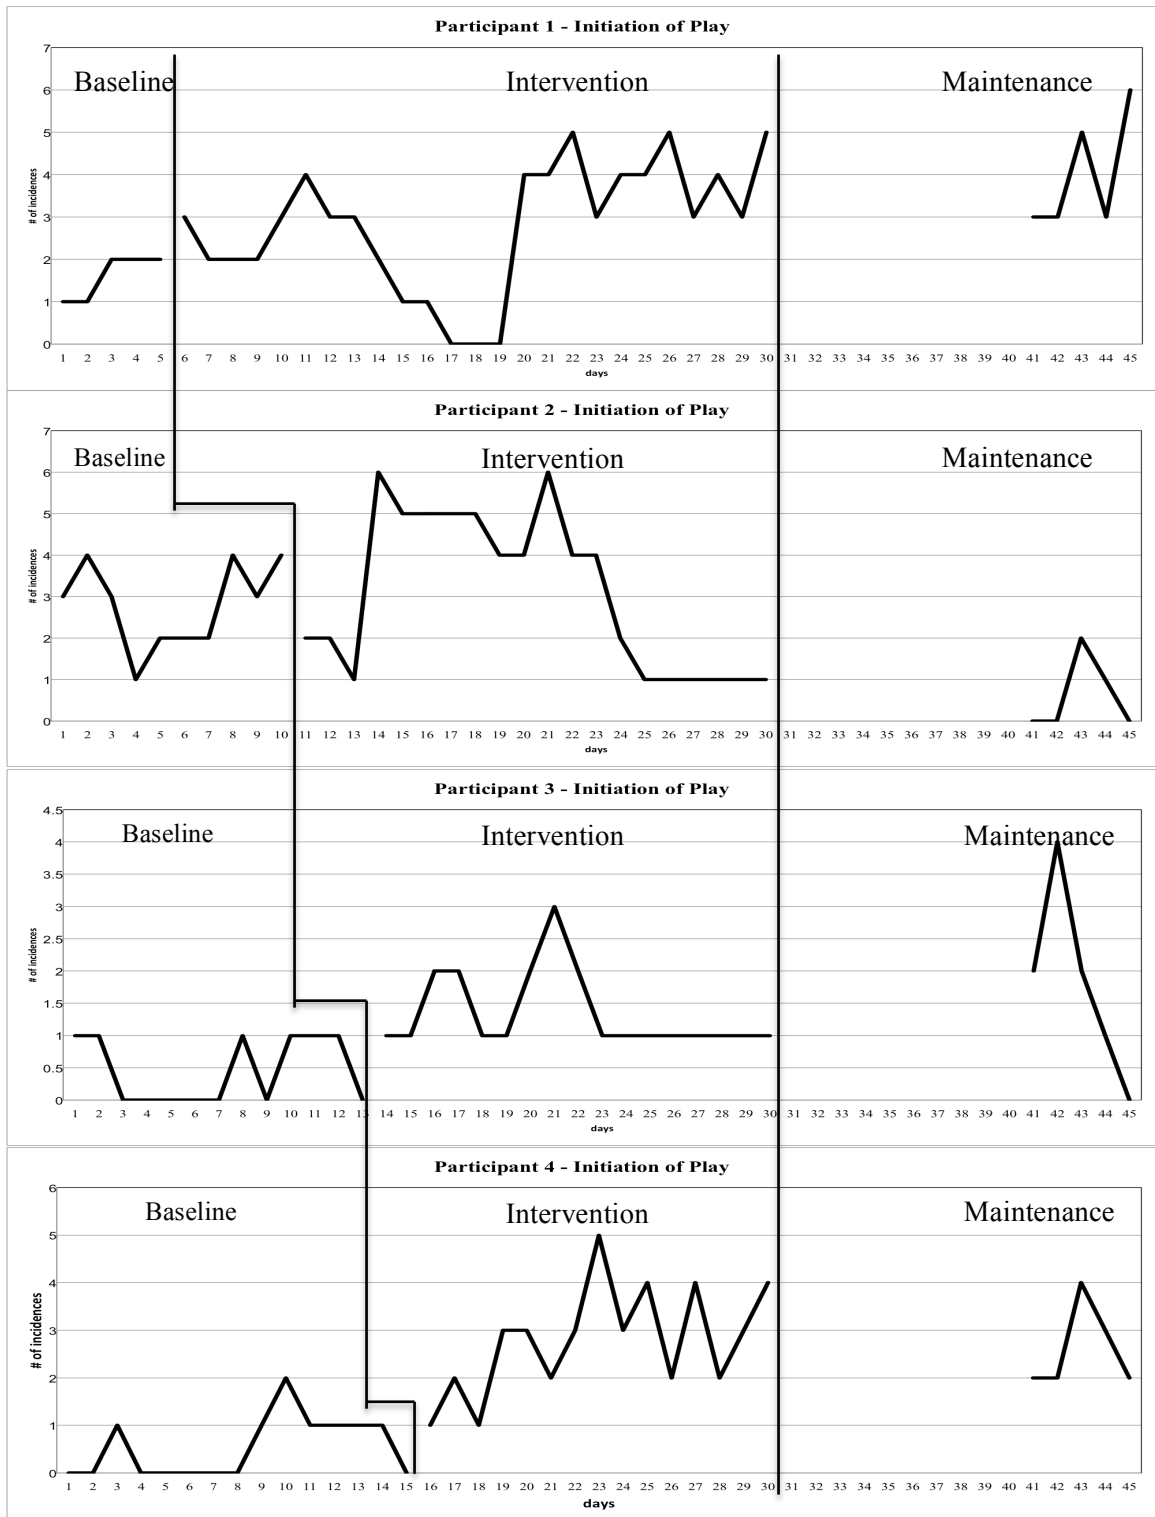 Participant 1 - Initiation of Play
Baseline Intervention Maintenance
# of incidences
7
6
5
4
3
2
1
0
1 2 3 4 5 6 7 8 9 10 11 12 13 14 15 16 17 18 19 20 21 22 23 24 25 26 27 28 29 30 31 32 33 34 35 36 37 38 39 40 41 42 43 44 45
days
Participant 2 - Initiation of Play
Baseline Intervention Maintenance
# of incidences
7
6
5
4
3
2
1
0
1 2 3 4 5 6 7 8 9 10 11 12 13 14 15 16 17 18 19 20 21 22 23 24 25 26 27 28 29 30 31 32 33 34 35 36 37 38 39 40 41 42 43 44 45
days
Participant 3 - Initiation of Play
Baseline Intervention Maintenance
# of incidences
4.5
4
3.5
3
2.5
2
1.5
1
0.5
0
1 2 3 4 5 6 7 8 9 10 11 12 13 14 15 16 17 18 19 20 21 22 23 24 25 26 27 28 29 30 31 32 33 34 35 36 37 38 39 40 41 42 43 44 45
days
Participant 4 - Initiation of Play
Baseline Intervention Maintenance
# of incidences
6
5
4
3
2
1
0
1 2 3 4 5 6 7 8 9 10 11 12 13 14 15 16 17 18 19 20 21 22 23 24 25 26 27 28 29 30 31 32 33 34 35 36 37 38 39 40 41 42 43 44 45
days